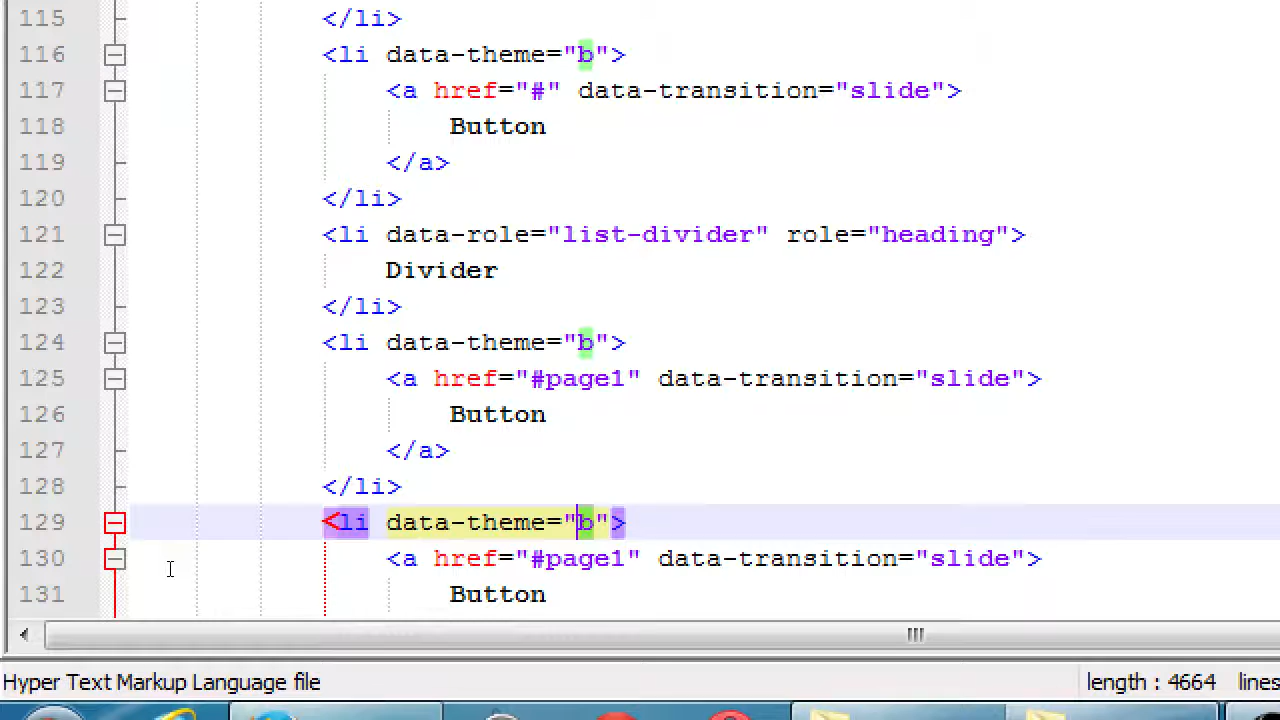 115 </li>
116 <li data-theme="b">
117 <a href="#" data-transition="slide">
118 Button
119 </a>
120 </li>
121 <li data-role="list-divider" role="heading">
122 Divider
123 </li>
124 <li data-theme="b">
125 <a href="#page1" data-transition="slide">
126 Button
127 </a>
128 </li>
129 <li data-theme="b">
130 <a href="#page1" data-transition="slide">
131 Button
Hyper Text Markup Language file length : 4664 lines